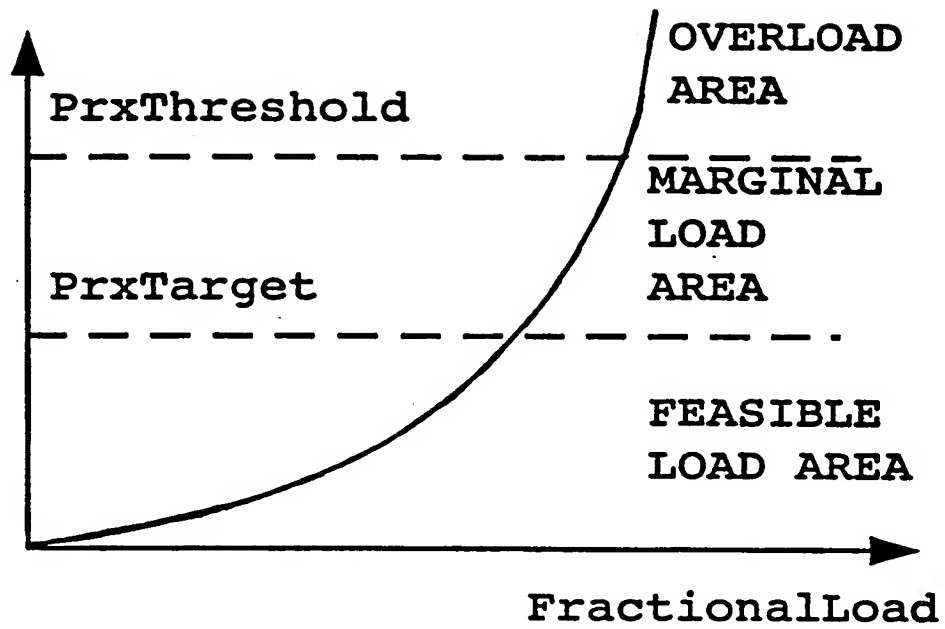 OVERLOAD
AREA
PrxThreshold
MARGINAL
LOAD
AREA
PrxTarget
FEASIBLE
LOAD AREA
FractionalLoad